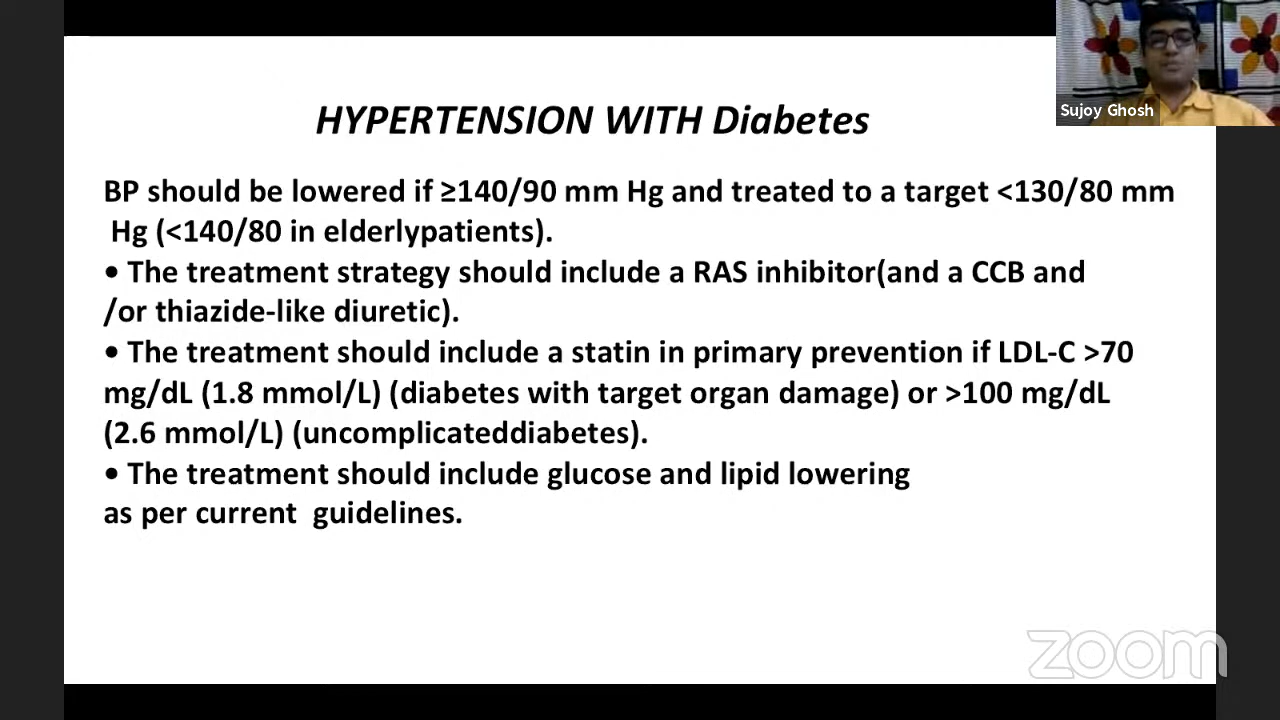 Sujoy Ghosh
HYPERTENSION WITH Diabetes
BP should be lowered if ≥140/90 mm Hg and treated to a target <130/80 mm
Hg (<140/80 in elderlypatients).
• The treatment strategy should include a RAS inhibitor(and a CCB and
/or thiazide-like diuretic).
• The treatment should include a statin in primary prevention if LDL-C >70
mg/dL (1.8 mmol/L) (diabetes with target organ damage) or >100 mg/dL
(2.6 mmol/L) (uncomplicateddiabetes).
• The treatment should include glucose and lipid lowering
as per current  guidelines.
zoom